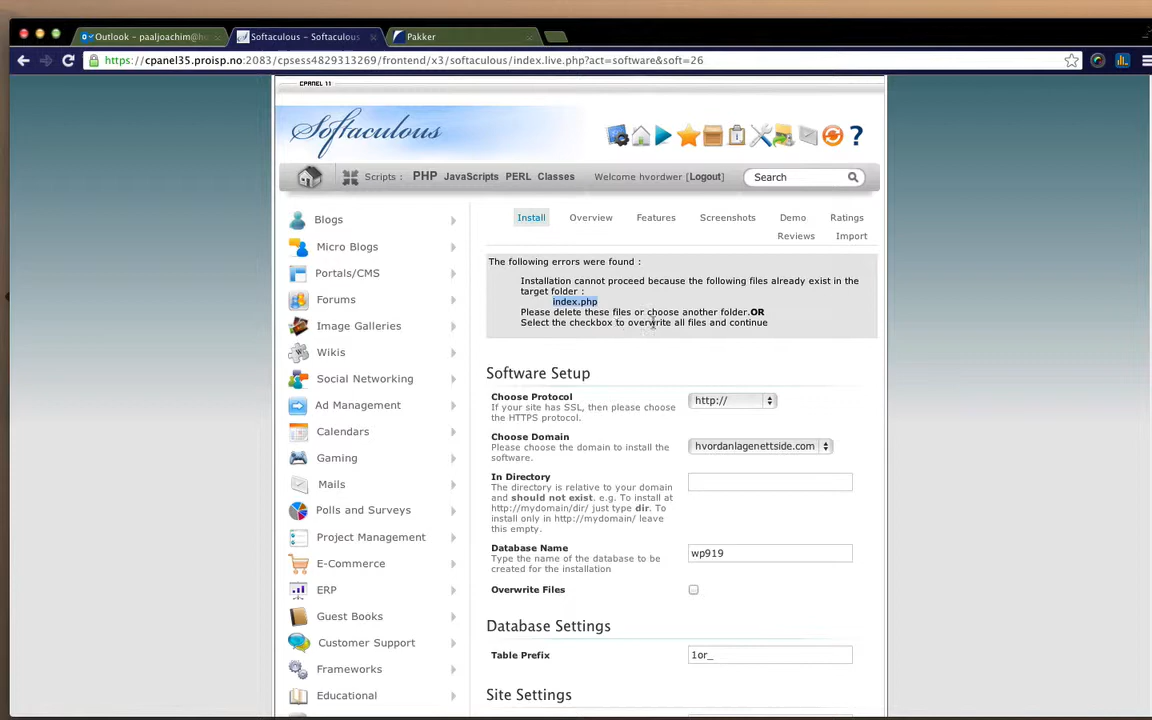 Outlook - paaljoachim@h
Softaculous - Softaculous
Pakker
https://cpanel35.proisp.no:2083/cpsess4829313269/frontend/x3/softaculous/index.live.php?act=software&soft=26
CPANEL 11
Softaculous
Scripts : PHP JavaScripts PERL Classes Welcome hvordwer [Logout] Search
Install Overview Features Screenshots Demo Ratings
Reviews Import
Blogs
Micro Blogs
Portals/CMS
Forums
Image Galleries
Wikis
Social Networking
Ad Management
Calendars
Gaming
Mails
Polls and Surveys
Project Management
E-Commerce
ERP
Guest Books
Customer Support
Frameworks
Educational
The following errors were found :
Installation cannot proceed because the following files already exist in the
target folder :
index.php
Please delete these files or choose another folder.OR
Select the checkbox to overwrite all files and continue
Software Setup
Choose Protocol
If your site has SSL, then please choose
the HTTPS protocol.
http://
Choose Domain
Please choose the domain to install the
software.
hvordanlagenettside.com
In Directory
The directory is relative to your domain
and should not exist. e.g. To install at
http://mydomain/dir/ just type dir. To
install only in http://mydomain/ leave
this empty.
Database Name
Type the name of the database to be
created for the installation
wp919
Overwrite Files
Database Settings
Table Prefix
1or_
Site Settings